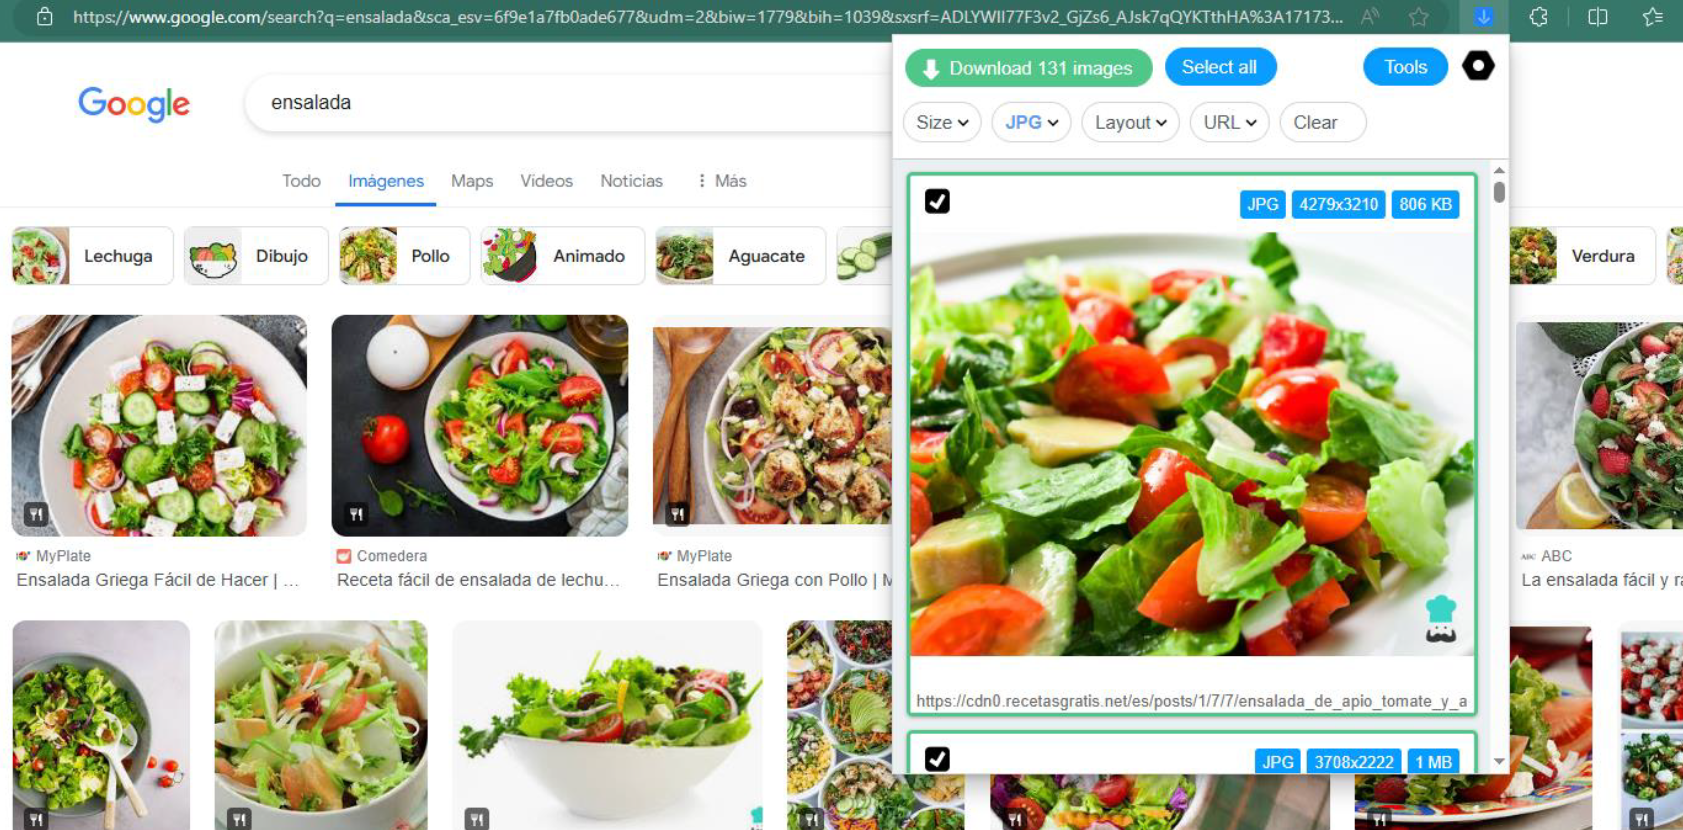 https://www.google.com/search?q=ensalada&sca_esv=6f9e1a7fb0ade677&udm=2&biw=1779&bih=1039&sxsrf=ADLYWII77F3v2_GjZs6_AJsk7qQYKTthHA%3A17173...
Google
ensalada
Todo Imágenes Maps Videos Noticias Más
Lechuga Dibujo Pollo Animado Aguacate Verdura
Download 131 images Select all Tools
Size JPG Layout URL Clear
JPG 4279x3210 806 KB
https://cdn0.recetasgratis.net/es/posts/1/7/7/ensalada_de_apio_tomate_y_a
JPG 3708x2222 1 MB
MyPlate
Ensalada Griega Fácil de Hacer | ...
Comedera
Receta fácil de ensalada de lechu...
MyPlate
Ensalada Griega con Pollo | M
ABC ABC
La ensalada fácil y ra